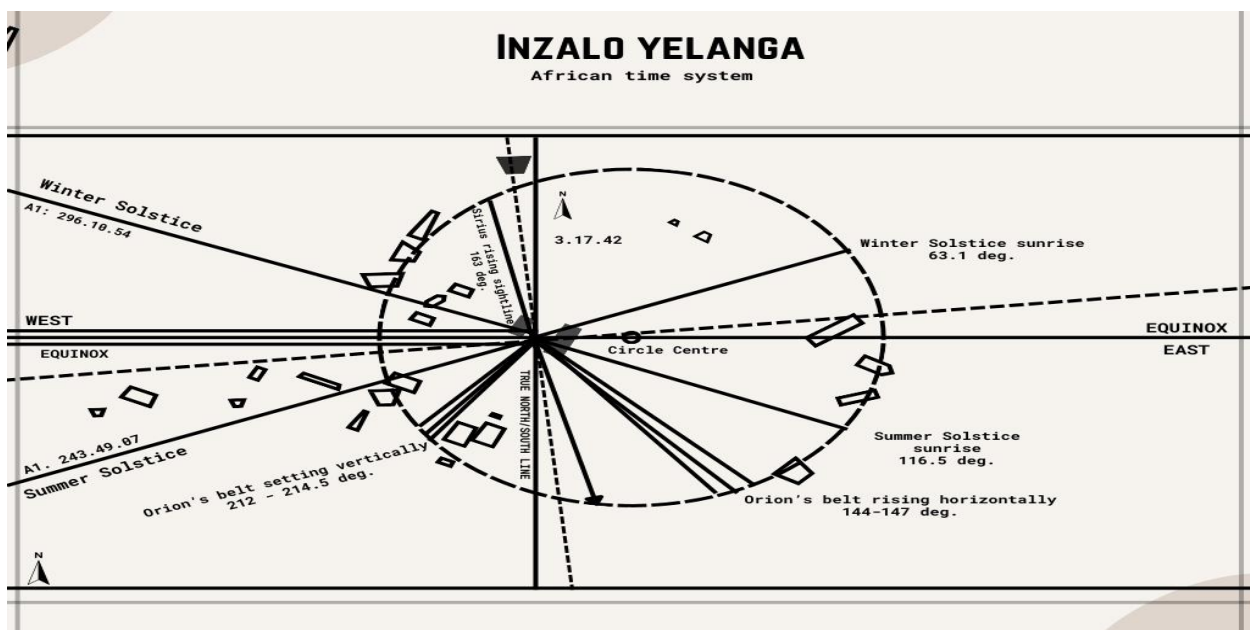 INZALO YELANGA
African time system
Winter Solstice
A1: 296.10.54
Sirius rising sightline
163 deg.
N
3.17.42
Winter Solstice sunrise
63.1 deg.
WEST
EQUINOX
EQUINOX
EAST
Circle Centre
TRUE NORTH/SOUTH LINE
A1. 243.49.07
Summer Solstice
Orion's belt setting vertically
212 - 214.5 deg.
Summer Solstice
sunrise
116.5 deg.
Orion's belt rising horizontally
144-147 deg.
N